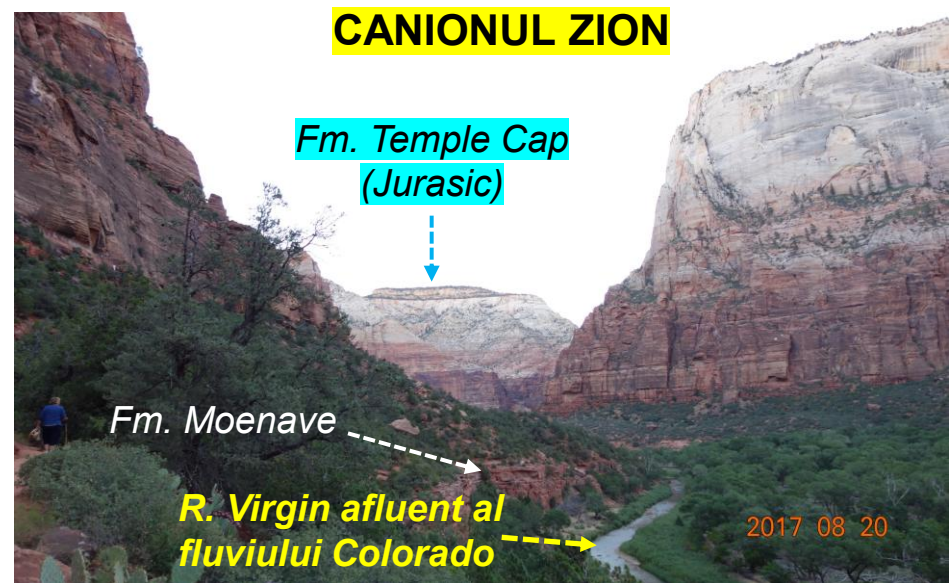 CANIONUL ZION
Fm. Temple Cap
(Jurasic)
Fm. Moenave
R. Virgin afluent al
fluviului Colorado
2017 08 20